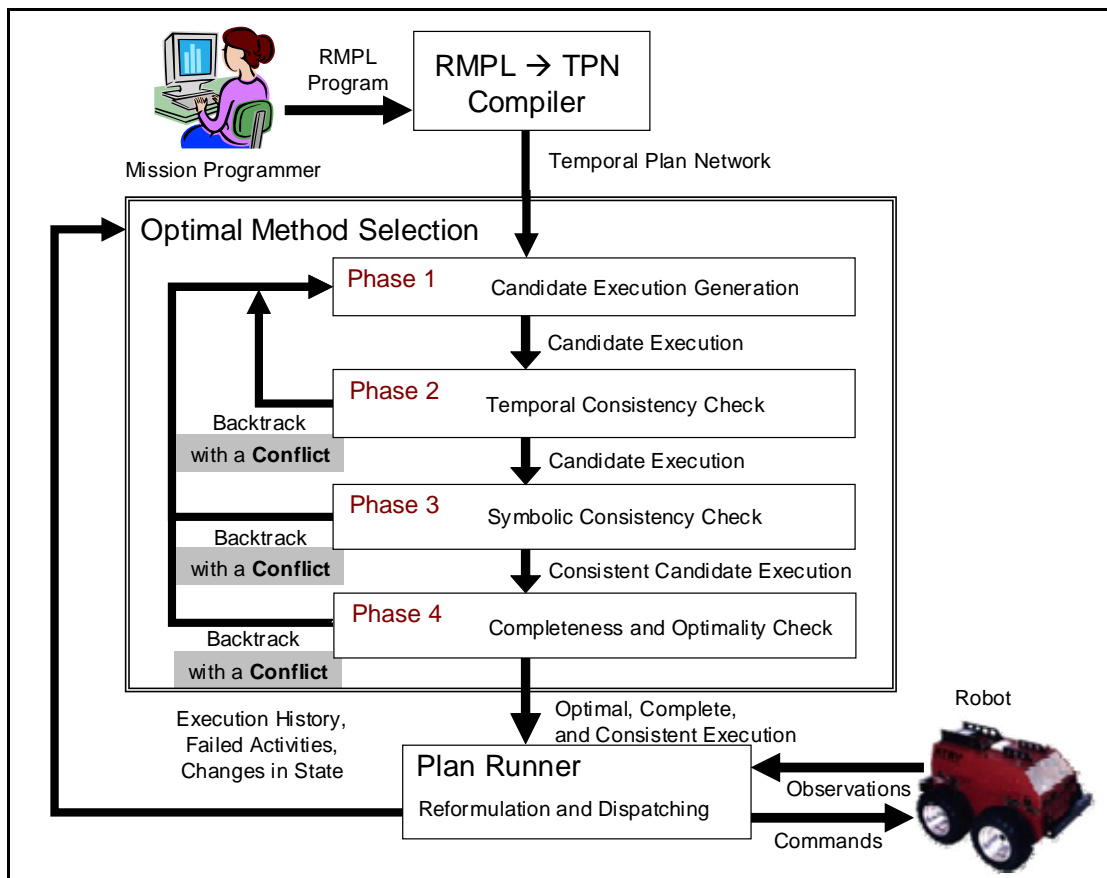 RMPL
Program
RMPL → TPN
Compiler
Mission Programmer
Temporal Plan Network
Optimal Method Selection
Phase 1
Candidate Execution Generation
Candidate Execution
Phase 2
Temporal Consistency Check
Backtrack
with a Conflict
Candidate Execution
Phase 3
Symbolic Consistency Check
Backtrack
with a Conflict
Consistent Candidate Execution
Phase 4
Completeness and Optimality Check
Backtrack
with a Conflict
Execution History,
Failed Activities,
Changes in State
Optimal, Complete,
and Consistent Execution
Robot
Plan Runner
Reformulation and Dispatching
Observations
Commands